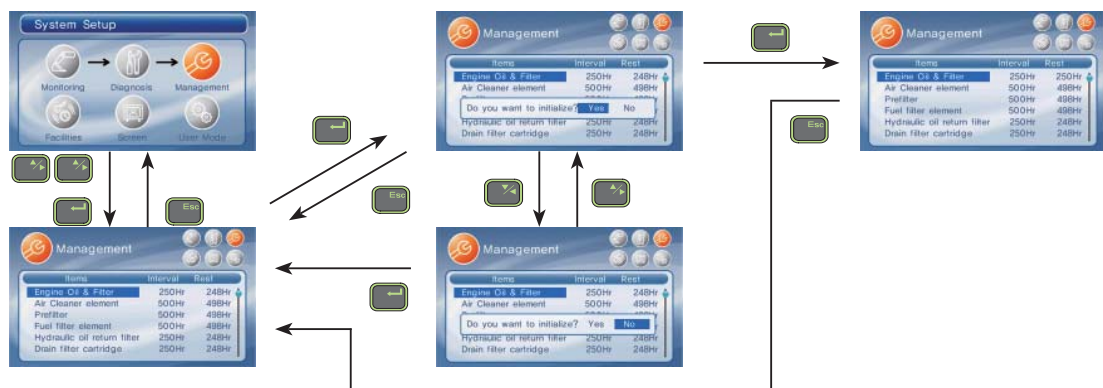 System Setup
Monitoring
Diagnosis
Management
Facilities
Screen
User Mode
Esc
Management
Items Interval Rest
Engine Oil & Filter 250Hr 248Hr
Air Cleaner element 500Hr 498Hr
Prefilter 500Hr 498Hr
Fuel filter element 500Hr 498Hr
Hydraulic oil return filter 250Hr 248Hr
Drain filter cartridge 250Hr 248Hr
Esc
Management
Items Interval Rest
Engine Oil & Filter 250Hr 248Hr
Air Cleaner element 500Hr 498Hr
Do you want to initialize? Yes No
Hydraulic oil return filter 250Hr 248Hr
Drain filter cartridge 250Hr 248Hr
Management
Items Interval Rest
Engine Oil & Filter 250Hr 248Hr
Air Cleaner element 500Hr 498Hr
Do you want to initialize? Yes No
Hydraulic oil return filter 250Hr 248Hr
Drain filter cartridge 250Hr 248Hr
Esc
Management
Items Interval Rest
Engine Oil & Filter 250Hr 250Hr
Air Cleaner element 500Hr 498Hr
Prefilter 500Hr 498Hr
Fuel filter element 500Hr 498Hr
Hydraulic oil return filter 250Hr 248Hr
Drain filter cartridge 250Hr 248Hr